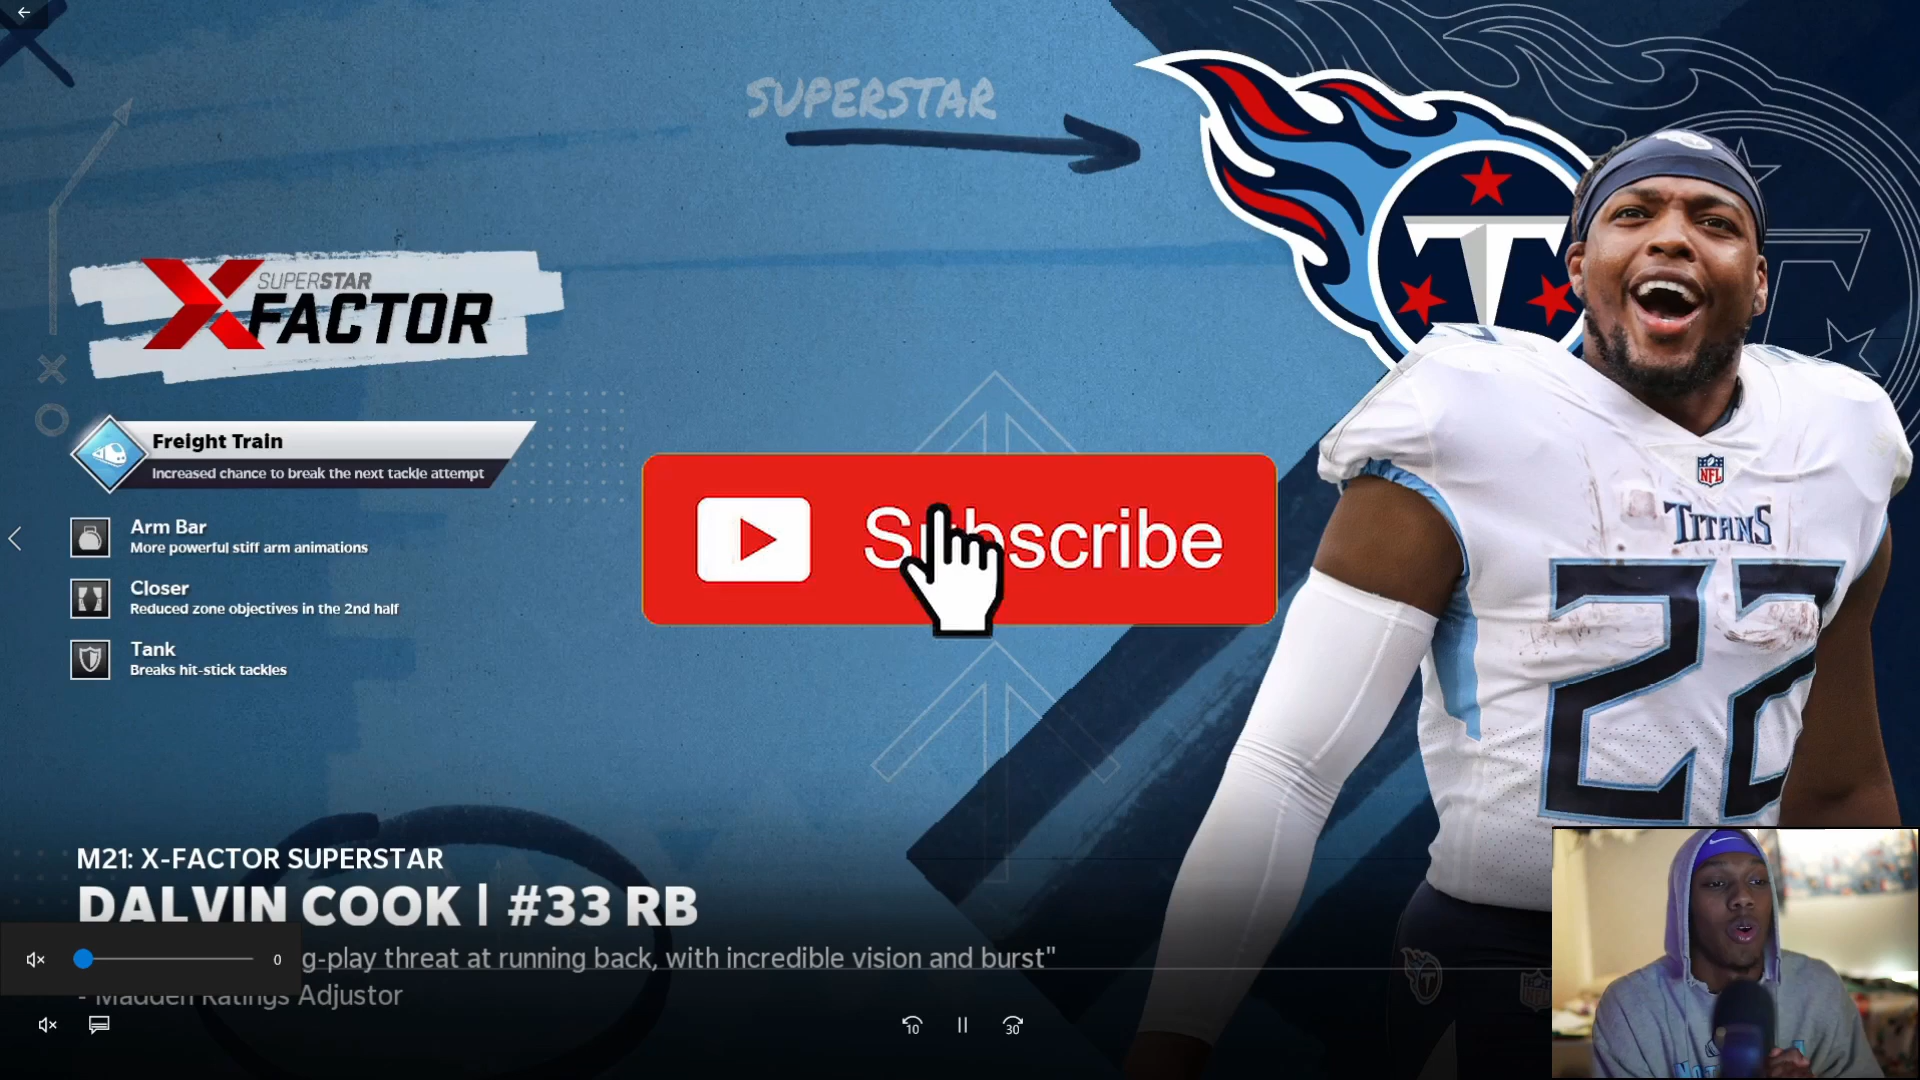 SUPERSTAR
SUPERSTAR
X FACTOR
Freight Train
Increased chance to break the next tackle attempt
Arm Bar
More powerful stiff arm animations
Closer
Reduced zone objectives in the 2nd half
Tank
Breaks hit-stick tackles
Subscribe
T
NFL
TITANS
22
M21: X-FACTOR SUPERSTAR
DALVIN COOK | #33 RB
0
g-play threat at running back, with incredible vision and burst"
- Madden Ratings Adjustor
10
30